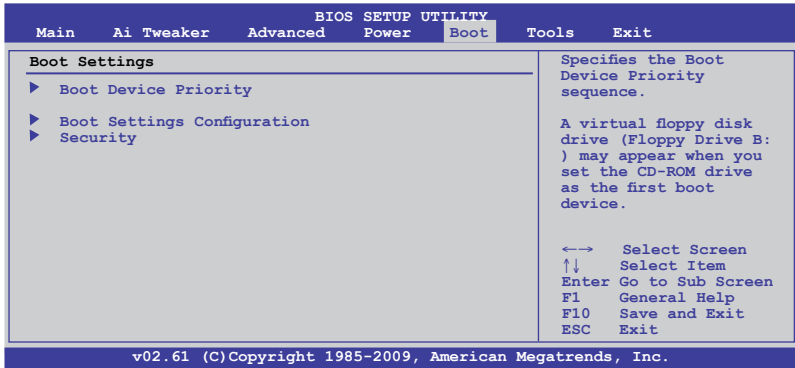 BIOS SETUP UTILITY
Main Ai Tweaker Advanced Power Boot Tools Exit
Boot Settings
Boot Device Priority
Boot Settings Configuration
Security
Specifies the Boot
Device Priority
sequence.
A virtual floppy disk
drive (Floppy Drive B:
) may appear when you
set the CD-ROM drive
as the first boot
device.
←→ Select Screen
↑↓ Select Item
Enter Go to Sub Screen
F1 General Help
F10 Save and Exit
ESC Exit
v02.61 (C)Copyright 1985-2009, American Megatrends, Inc.